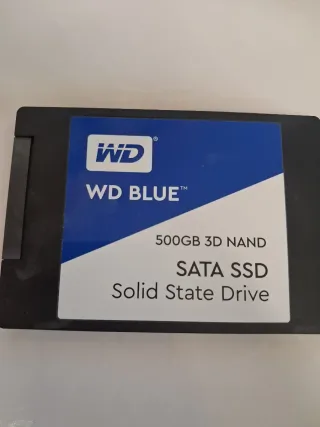 WD®
WD BLUE™
500GB 3D NAND
SATA SSD
Solid State Drive